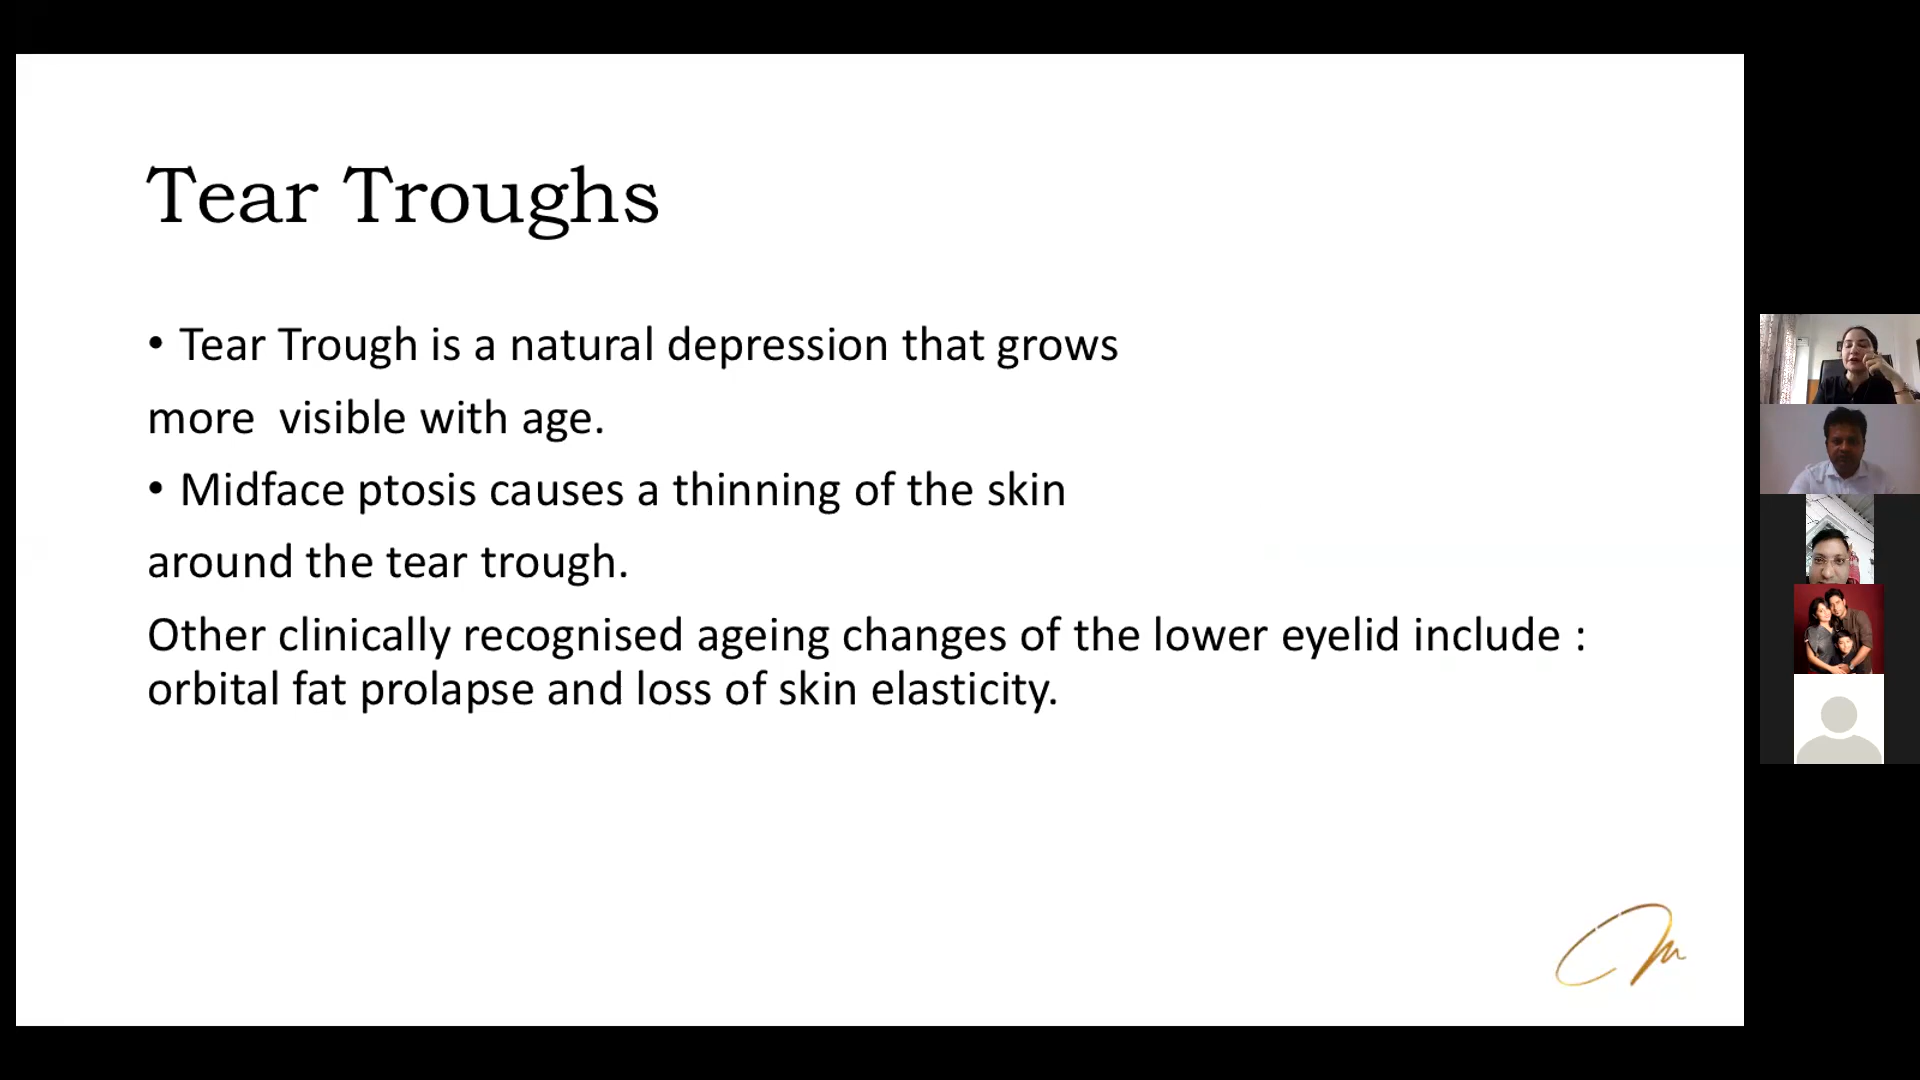 Tear Troughs
• Tear Trough is a natural depression that grows
more  visible with age.
• Midface ptosis causes a thinning of the skin
around the tear trough.
Other clinically recognised ageing changes of the lower eyelid include :
orbital fat prolapse and loss of skin elasticity.